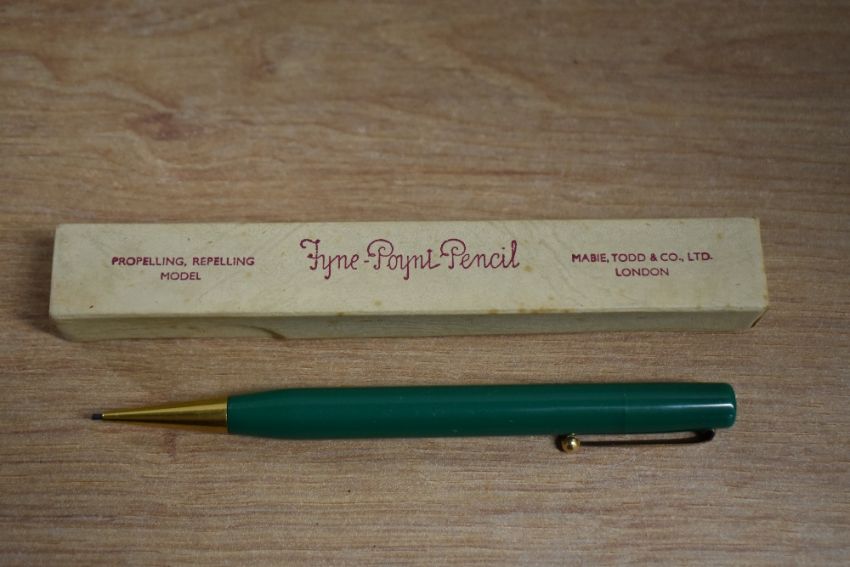 PROPELLING, REPELLING
MODEL
Fyne-Poynt-Pencil
MABIE, TODD & CO., LTD.
LONDON